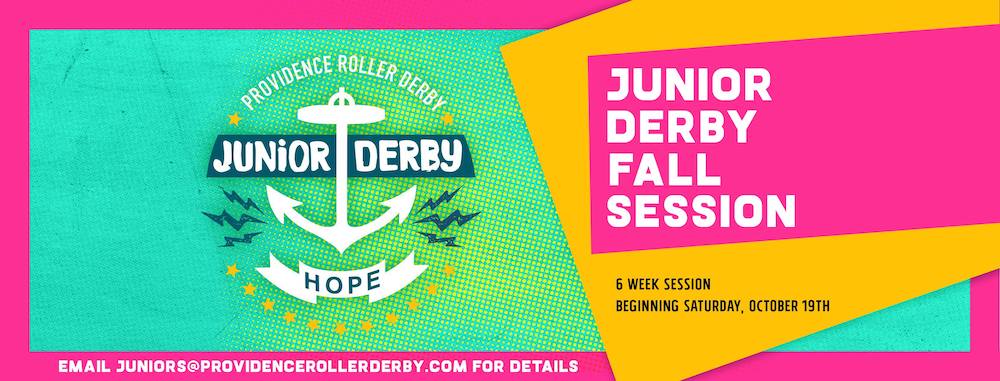 PROVIDENCE ROLLER DERBY
JUNiOR DERBY
HOPE
JUNIOR
DERBY
FALL
SESSION
6 WEEK SESSION
BEGINNING SATURDAY, OCTOBER 19TH
EMAIL JUNIORS@PROVIDENCEROLLERDERBY.COM FOR DETAILS